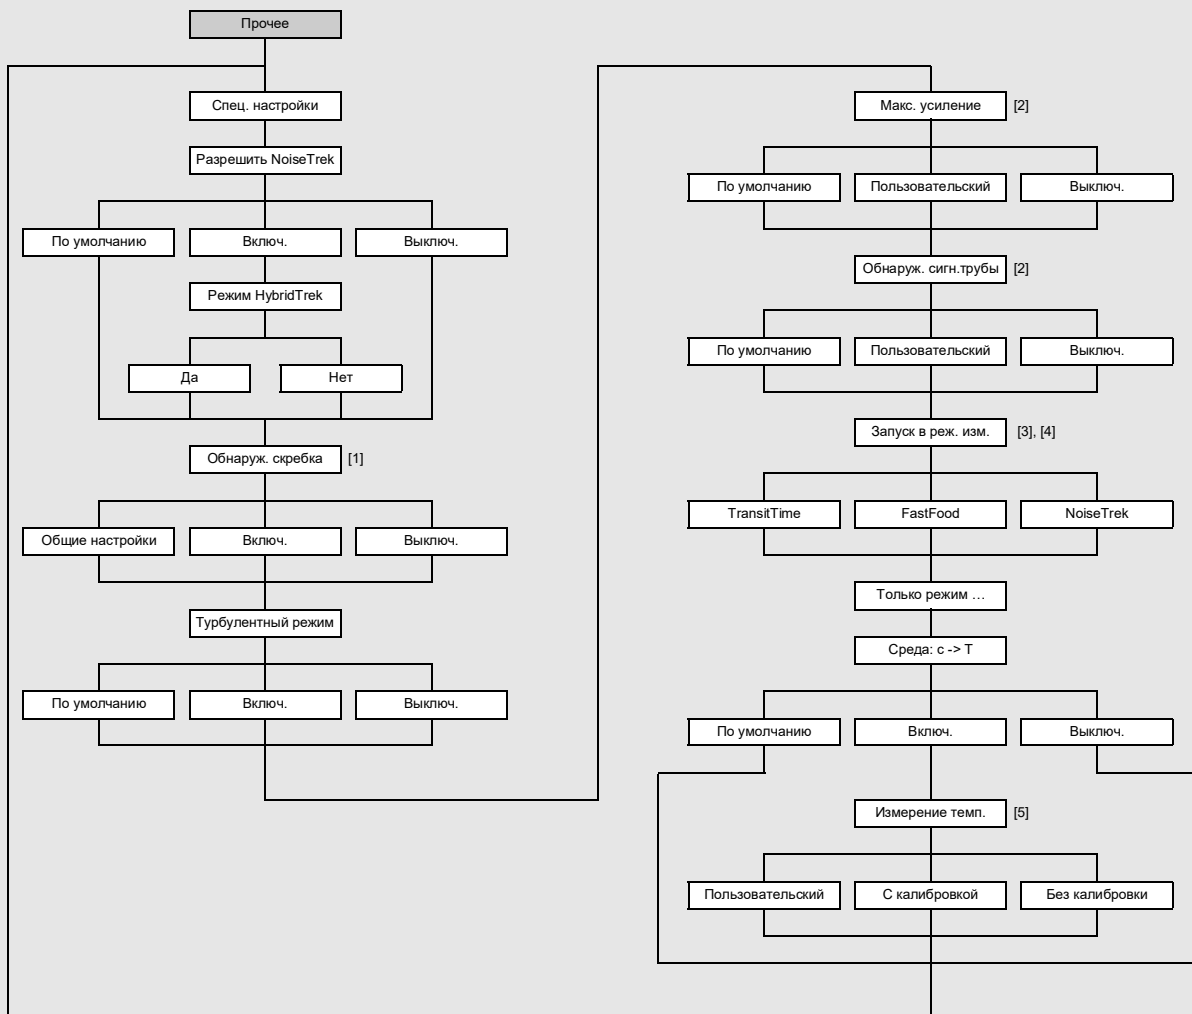 Прочее
Спец. настройки
Разрешить NoiseTrek
По умолчанию
Включ.
Выключ.
Режим HybridTrek
Да
Нет
Обнаруж. скребка
[1]
Общие настройки
Включ.
Выключ.
Турбулентный режим
По умолчанию
Включ.
Выключ.
Макс. усиление
[2]
По умолчанию
Пользовательский
Выключ.
Обнаруж. сигн.трубы
[2]
По умолчанию
Пользовательский
Выключ.
Запуск в реж. изм.
[3], [4]
TransitTime
FastFood
NoiseTrek
Только режим …
Среда: c -> T
По умолчанию
Включ.
Выключ.
Измерение темп.
[5]
Пользовательский
С калибровкой
Без калибровки